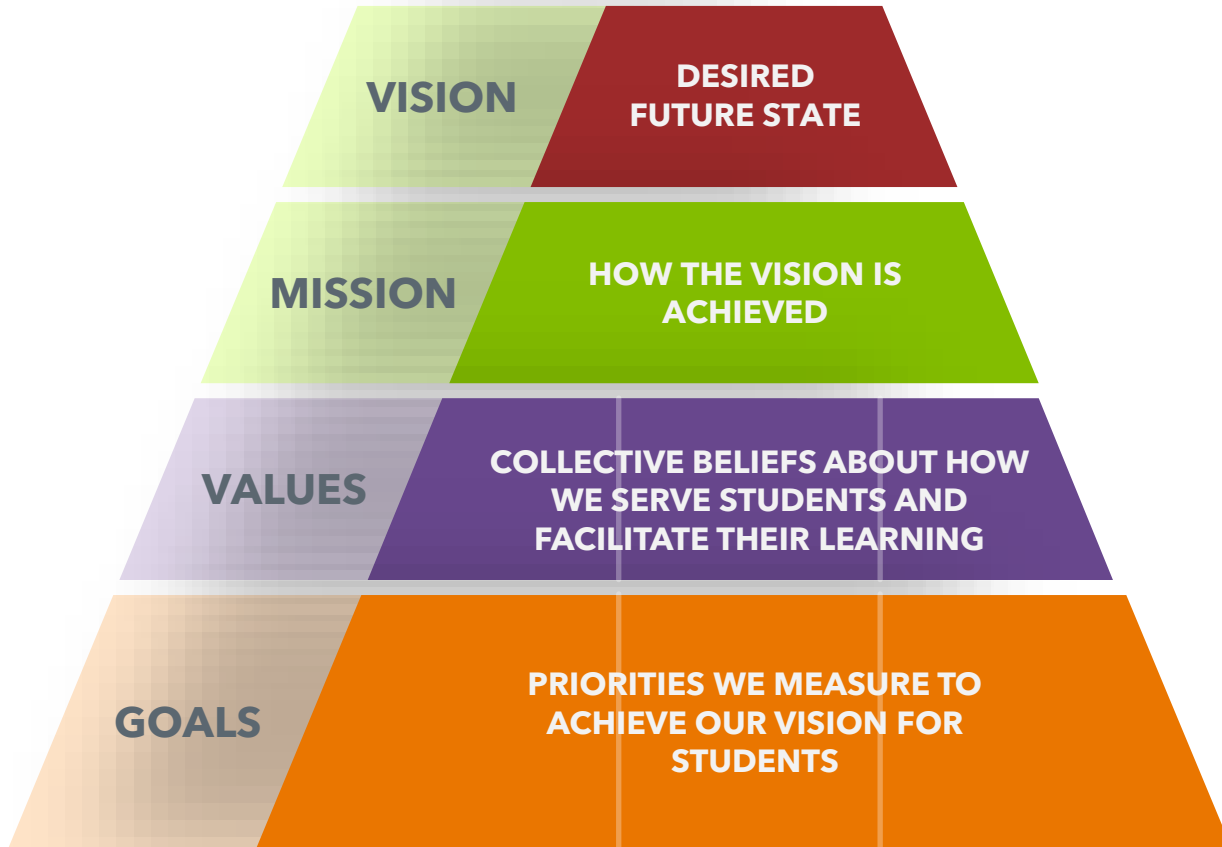 VISION
DESIRED
FUTURE STATE
MISSION
HOW THE VISION IS
ACHIEVED
VALUES
COLLECTIVE BELIEFS ABOUT HOW
WE SERVE STUDENTS AND
FACILITATE THEIR LEARNING
GOALS
PRIORITIES WE MEASURE TO
ACHIEVE OUR VISION FOR
STUDENTS